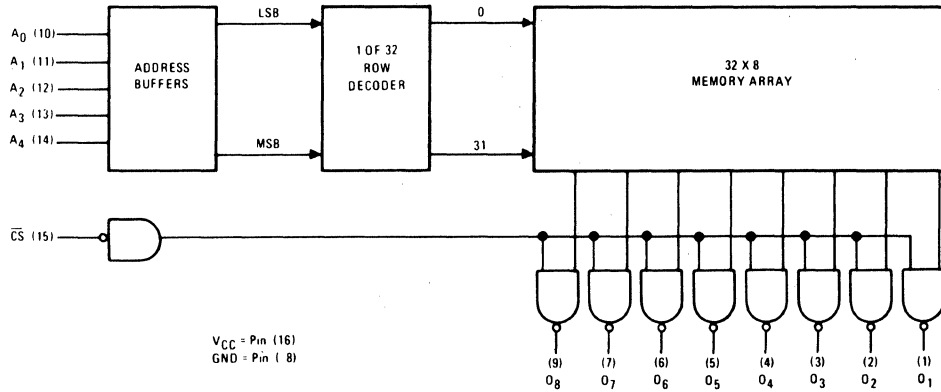 LSB
0
A0 (10)
A1 (11)
A2 (12)
A3 (13)
A4 (14)
ADDRESS
BUFFERS
1 OF 32
ROW
DECODER
32 X 8
MEMORY ARRAY
MSB
31
C̅S̅ (15)
VCC = Pin (16)
GND = Pin ( 8)
(9) (7) (6) (5) (4) (3) (2) (1)
O8 O7 O6 O5 O4 O3 O2 O1